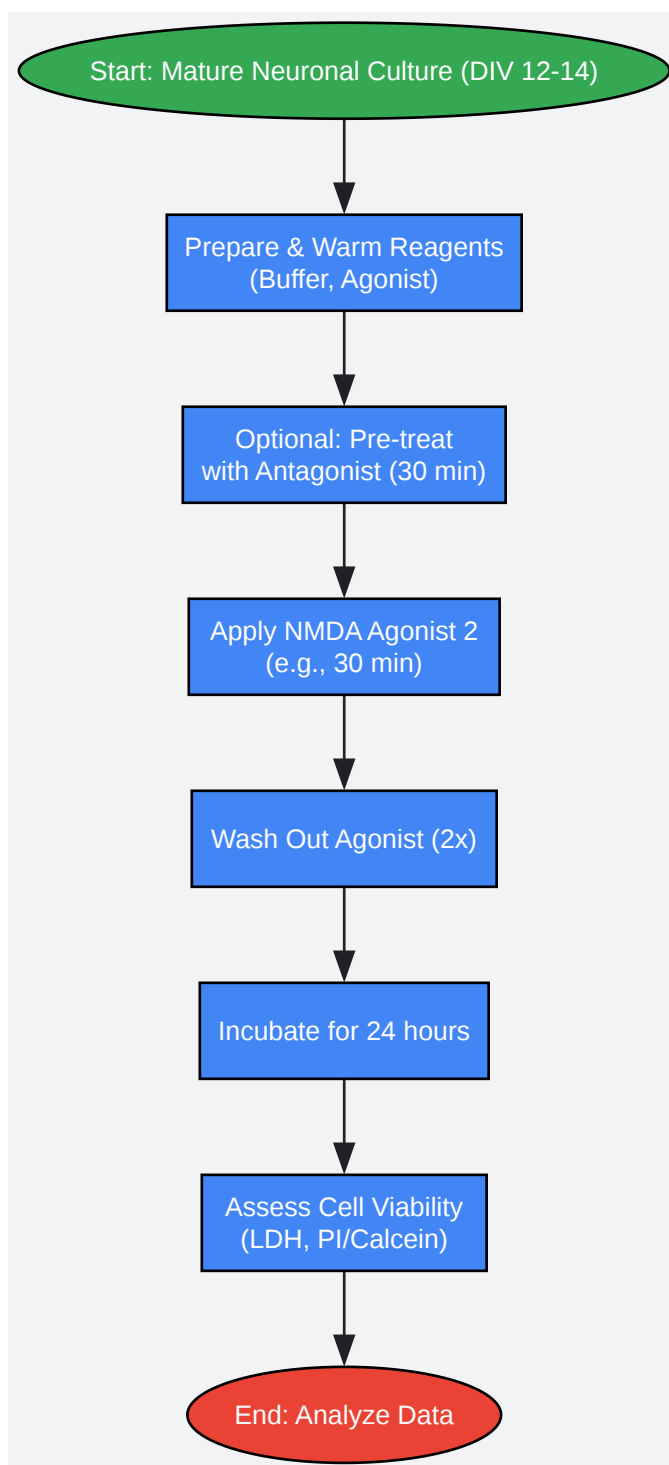 Start: Mature Neuronal Culture (DIV 12-14)
Prepare & Warm Reagents
(Buffer, Agonist)
Optional: Pre-treat
with Antagonist (30 min)
Apply NMDA Agonist 2
(e.g., 30 min)
Wash Out Agonist (2x)
Incubate for 24 hours
Assess Cell Viability
(LDH, PI/Calcein)
End: Analyze Data